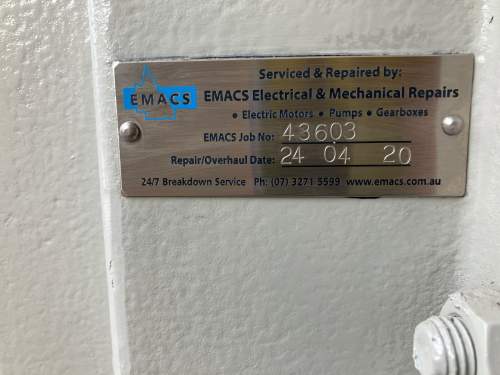 Serviced & Repaired by:
EMACS
EMACS Electrical & Mechanical Repairs
• Electric Motors • Pumps • Gearboxes
EMACS Job No: 43603
Repair/Overhaul Date: 24 04 20
24/7 Breakdown Service Ph: (07) 3271 5599 www.emacs.com.au